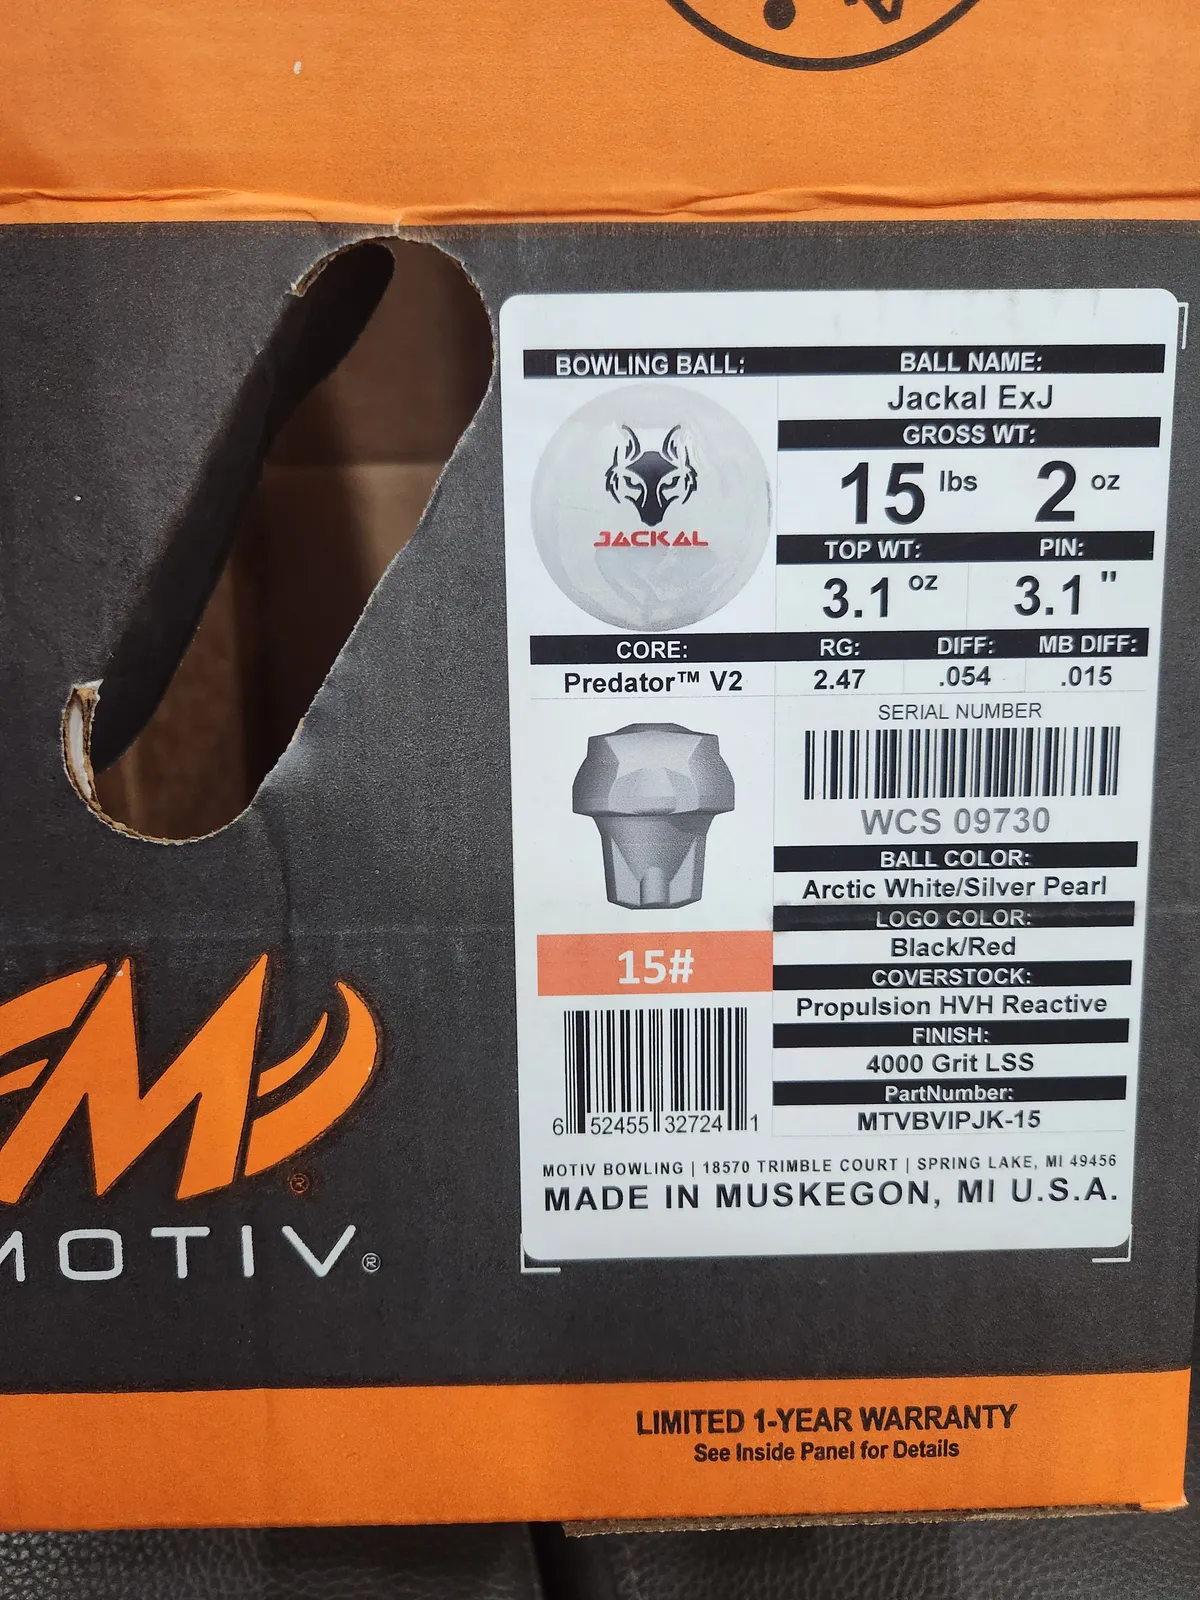 BOWLING BALL:
BALL NAME:
Jackal ExJ
GROSS WT:
15 lbs 2 oz
JACKAL
TOP WT: PIN:
3.1 oz 3.1"
CORE: RG: DIFF: MB DIFF:
Predator™ V2 2.47 .054 .015
SERIAL NUMBER
WCS 09730
BALL COLOR:
Arctic White/Silver Pearl
LOGO COLOR:
Black/Red
15#
COVERSTOCK:
Propulsion HVH Reactive
FINISH:
4000 Grit LSS
PartNumber:
MTVBVIPJK-15
6 52455 32724 1
MOTIV BOWLING | 18570 TRIMBLE COURT | SPRING LAKE, MI 49456
MADE IN MUSKEGON, MI U.S.A.
M®
MOTIV®
LIMITED 1-YEAR WARRANTY
See Inside Panel for Details